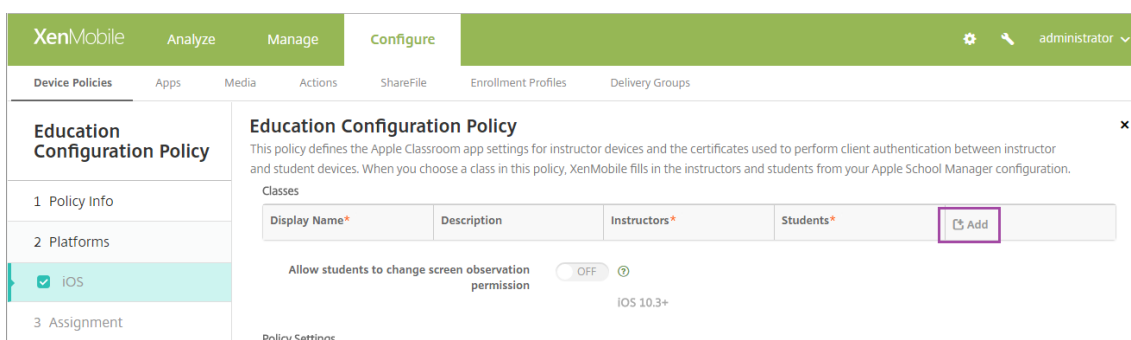 XenMobile Analyze Manage Configure administrator
Device Policies Apps Media Actions ShareFile Enrollment Profiles Delivery Groups
Education
Configuration Policy
1 Policy Info
2 Platforms
iOS
3 Assignment
Education Configuration Policy
This policy defines the Apple Classroom app settings for instructor devices and the certificates used to perform client authentication between instructor
and student devices. When you choose a class in this policy, XenMobile fills in the instructors and students from your Apple School Manager configuration.
Classes
Display Name* Description Instructors* Students* Add
Allow students to change screen observation
permission
OFF
iOS 10.3+
Policy Settings